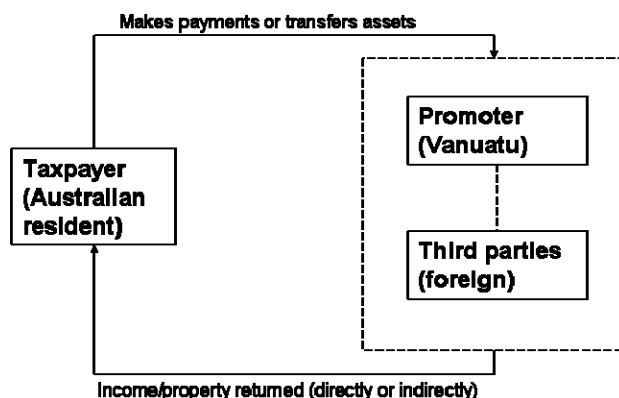 Makes payments or transfers assets
Promoter
(Vanuatu)
Taxpayer
(Australian
resident)
Third parties
(foreign)
Income/property returned (directly or indirectly)